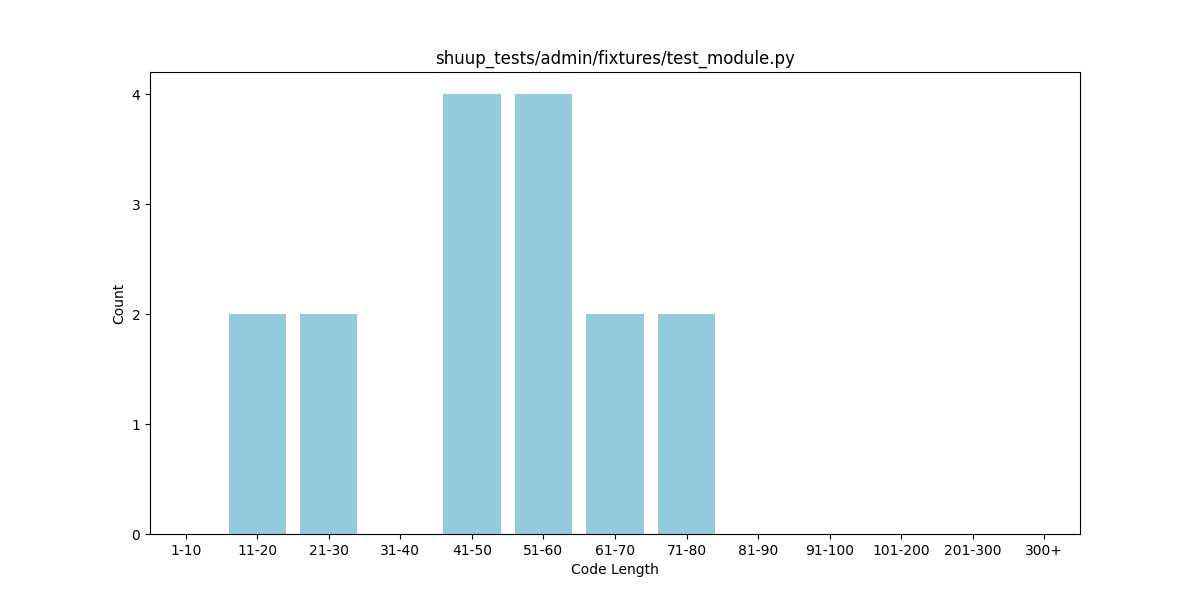 shuup_tests/admin/fixtures/test_module.py
4
3
2
1
0
Count
1-10 11-20 21-30 31-40 41-50 51-60 61-70 71-80 81-90 91-100 101-200 201-300 300+
Code Length